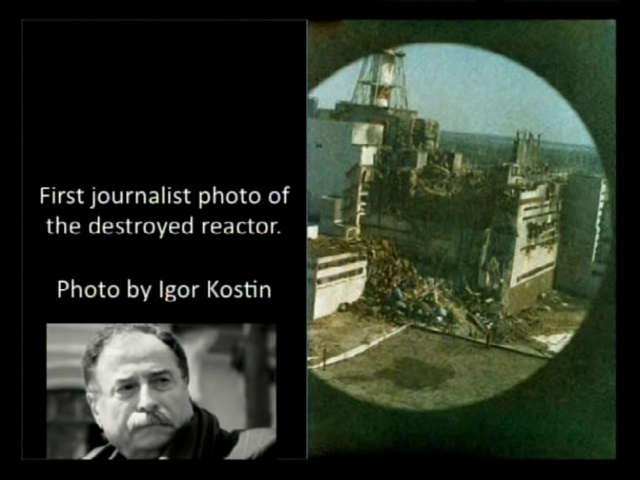 First journalist photo of
the destroyed reactor.
Photo by Igor Kostin